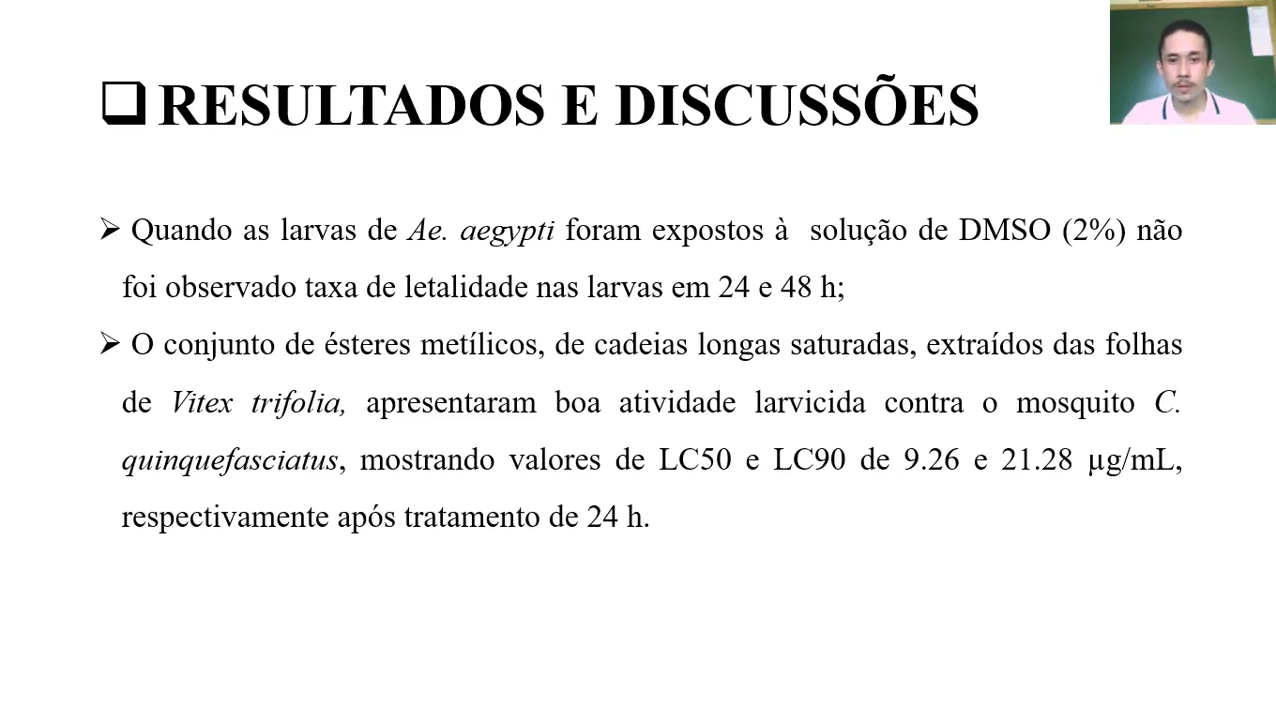 RESULTADOS E DISCUSSÕES
➢ Quando as larvas de Ae. aegypti foram expostos à solução de DMSO (2%) não
foi observado taxa de letalidade nas larvas em 24 e 48 h;
➢ O conjunto de ésteres metílicos, de cadeias longas saturadas, extraídos das folhas
de Vitex trifolia, apresentaram boa atividade larvicida contra o mosquito C.
quinquefasciatus, mostrando valores de LC50 e LC90 de 9.26 e 21.28 µg/mL,
respectivamente após tratamento de 24 h.